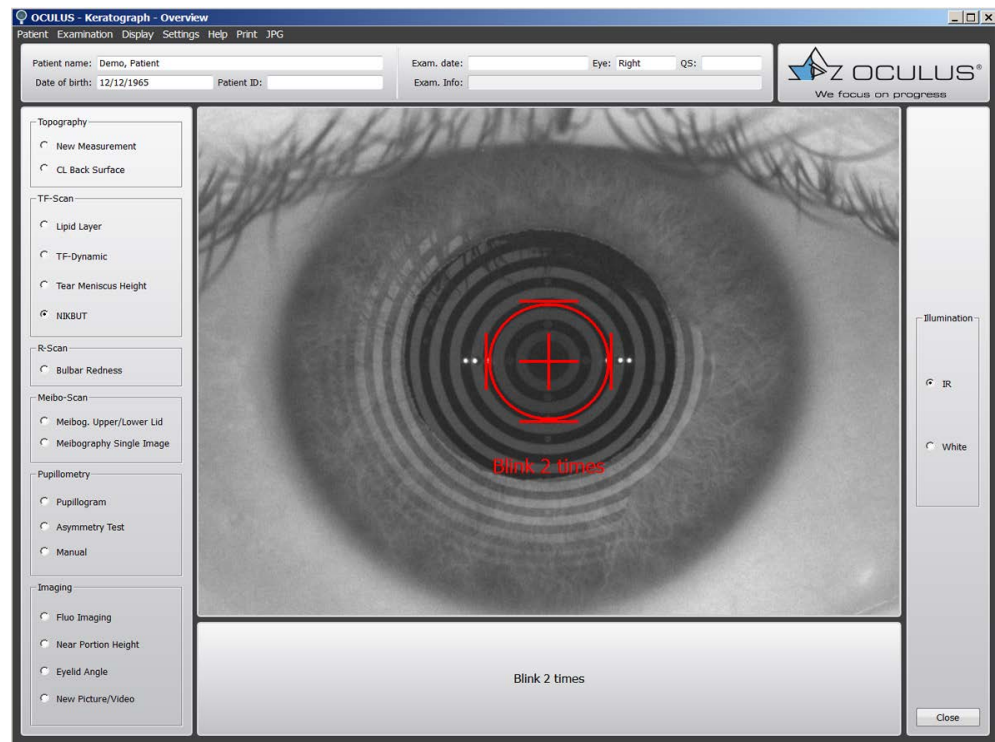 OCULUS - Keratograph - Overview
Patient Examination Display Settings Help Print JPG
Patient name: Demo, Patient
Date of birth: 12/12/1965 Patient ID:
Exam. date: Eye: Right QS:
Exam. Info:
OCULUS®
We focus on progress
Topography
New Measurement
CL Back Surface
TF-Scan
Lipid Layer
TF-Dynamic
Tear Meniscus Height
NIKBUT
R-Scan
Bulbar Redness
Meibo-Scan
Meibog. Upper/Lower Lid
Meibography Single Image
Pupillometry
Pupillogram
Asymmetry Test
Manual
Imaging
Fluo Imaging
Near Portion Height
Eyelid Angle
New Picture/Video
Blink 2 times
Blink 2 times
Illumination
IR
White
Close